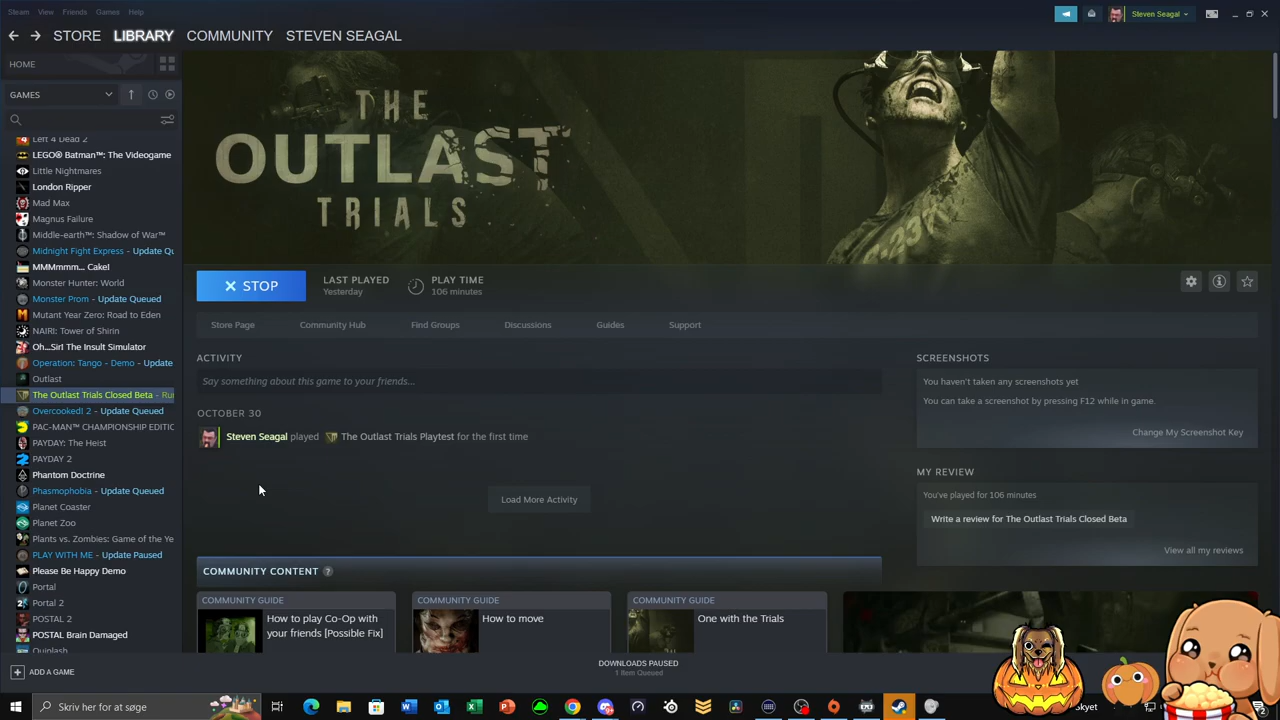 Steam View Friends Games Help
Steven Seagal
STORE LIBRARY COMMUNITY STEVEN SEAGAL
HOME
GAMES
Left 4 Dead 2
LEGO® Batman™: The Videogame
Little Nightmares
London Ripper
Mad Max
Magnus Failure
Middle-earth™: Shadow of War™
Midnight Fight Express - Update Qu
MMMmmm... Cake!
Monster Hunter: World
Monster Prom - Update Queued
Mutant Year Zero: Road to Eden
NAIRI: Tower of Shirin
Oh...Sir! The Insult Simulator
Operation: Tango - Demo - Update
Outlast
The Outlast Trials Closed Beta - Ru
Overcooked! 2 - Update Queued
PAC-MAN™ CHAMPIONSHIP EDITIC
PAYDAY: The Heist
PAYDAY 2
Phantom Doctrine
Phasmophobia - Update Queued
Planet Coaster
Planet Zoo
Plants vs. Zombies: Game of the Ye
PLAY WITH ME - Update Paused
Please Be Happy Demo
Portal
Portal 2
POSTAL 2
POSTAL Brain Damaged
Quiplash
ADD A GAME
THE
OUTLAST
TRIALS
STOP
LAST PLAYED
Yesterday
PLAY TIME
106 minutes
Store Page Community Hub Find Groups Discussions Guides Support
ACTIVITY
Say something about this game to your friends...
OCTOBER 30
Steven Seagal played The Outlast Trials Playtest for the first time
Load More Activity
SCREENSHOTS
You haven't taken any screenshots yet
You can take a screenshot by pressing F12 while in game.
Change My Screenshot Key
MY REVIEW
You've played for 106 minutes
Write a review for The Outlast Trials Closed Beta
View all my reviews
COMMUNITY CONTENT ?
COMMUNITY GUIDE
How to play Co-Op with
your friends [Possible Fix]
COMMUNITY GUIDE
How to move
COMMUNITY GUIDE
One with the Trials
DOWNLOADS PAUSED
1 Item Queued
Skriv her for at søge